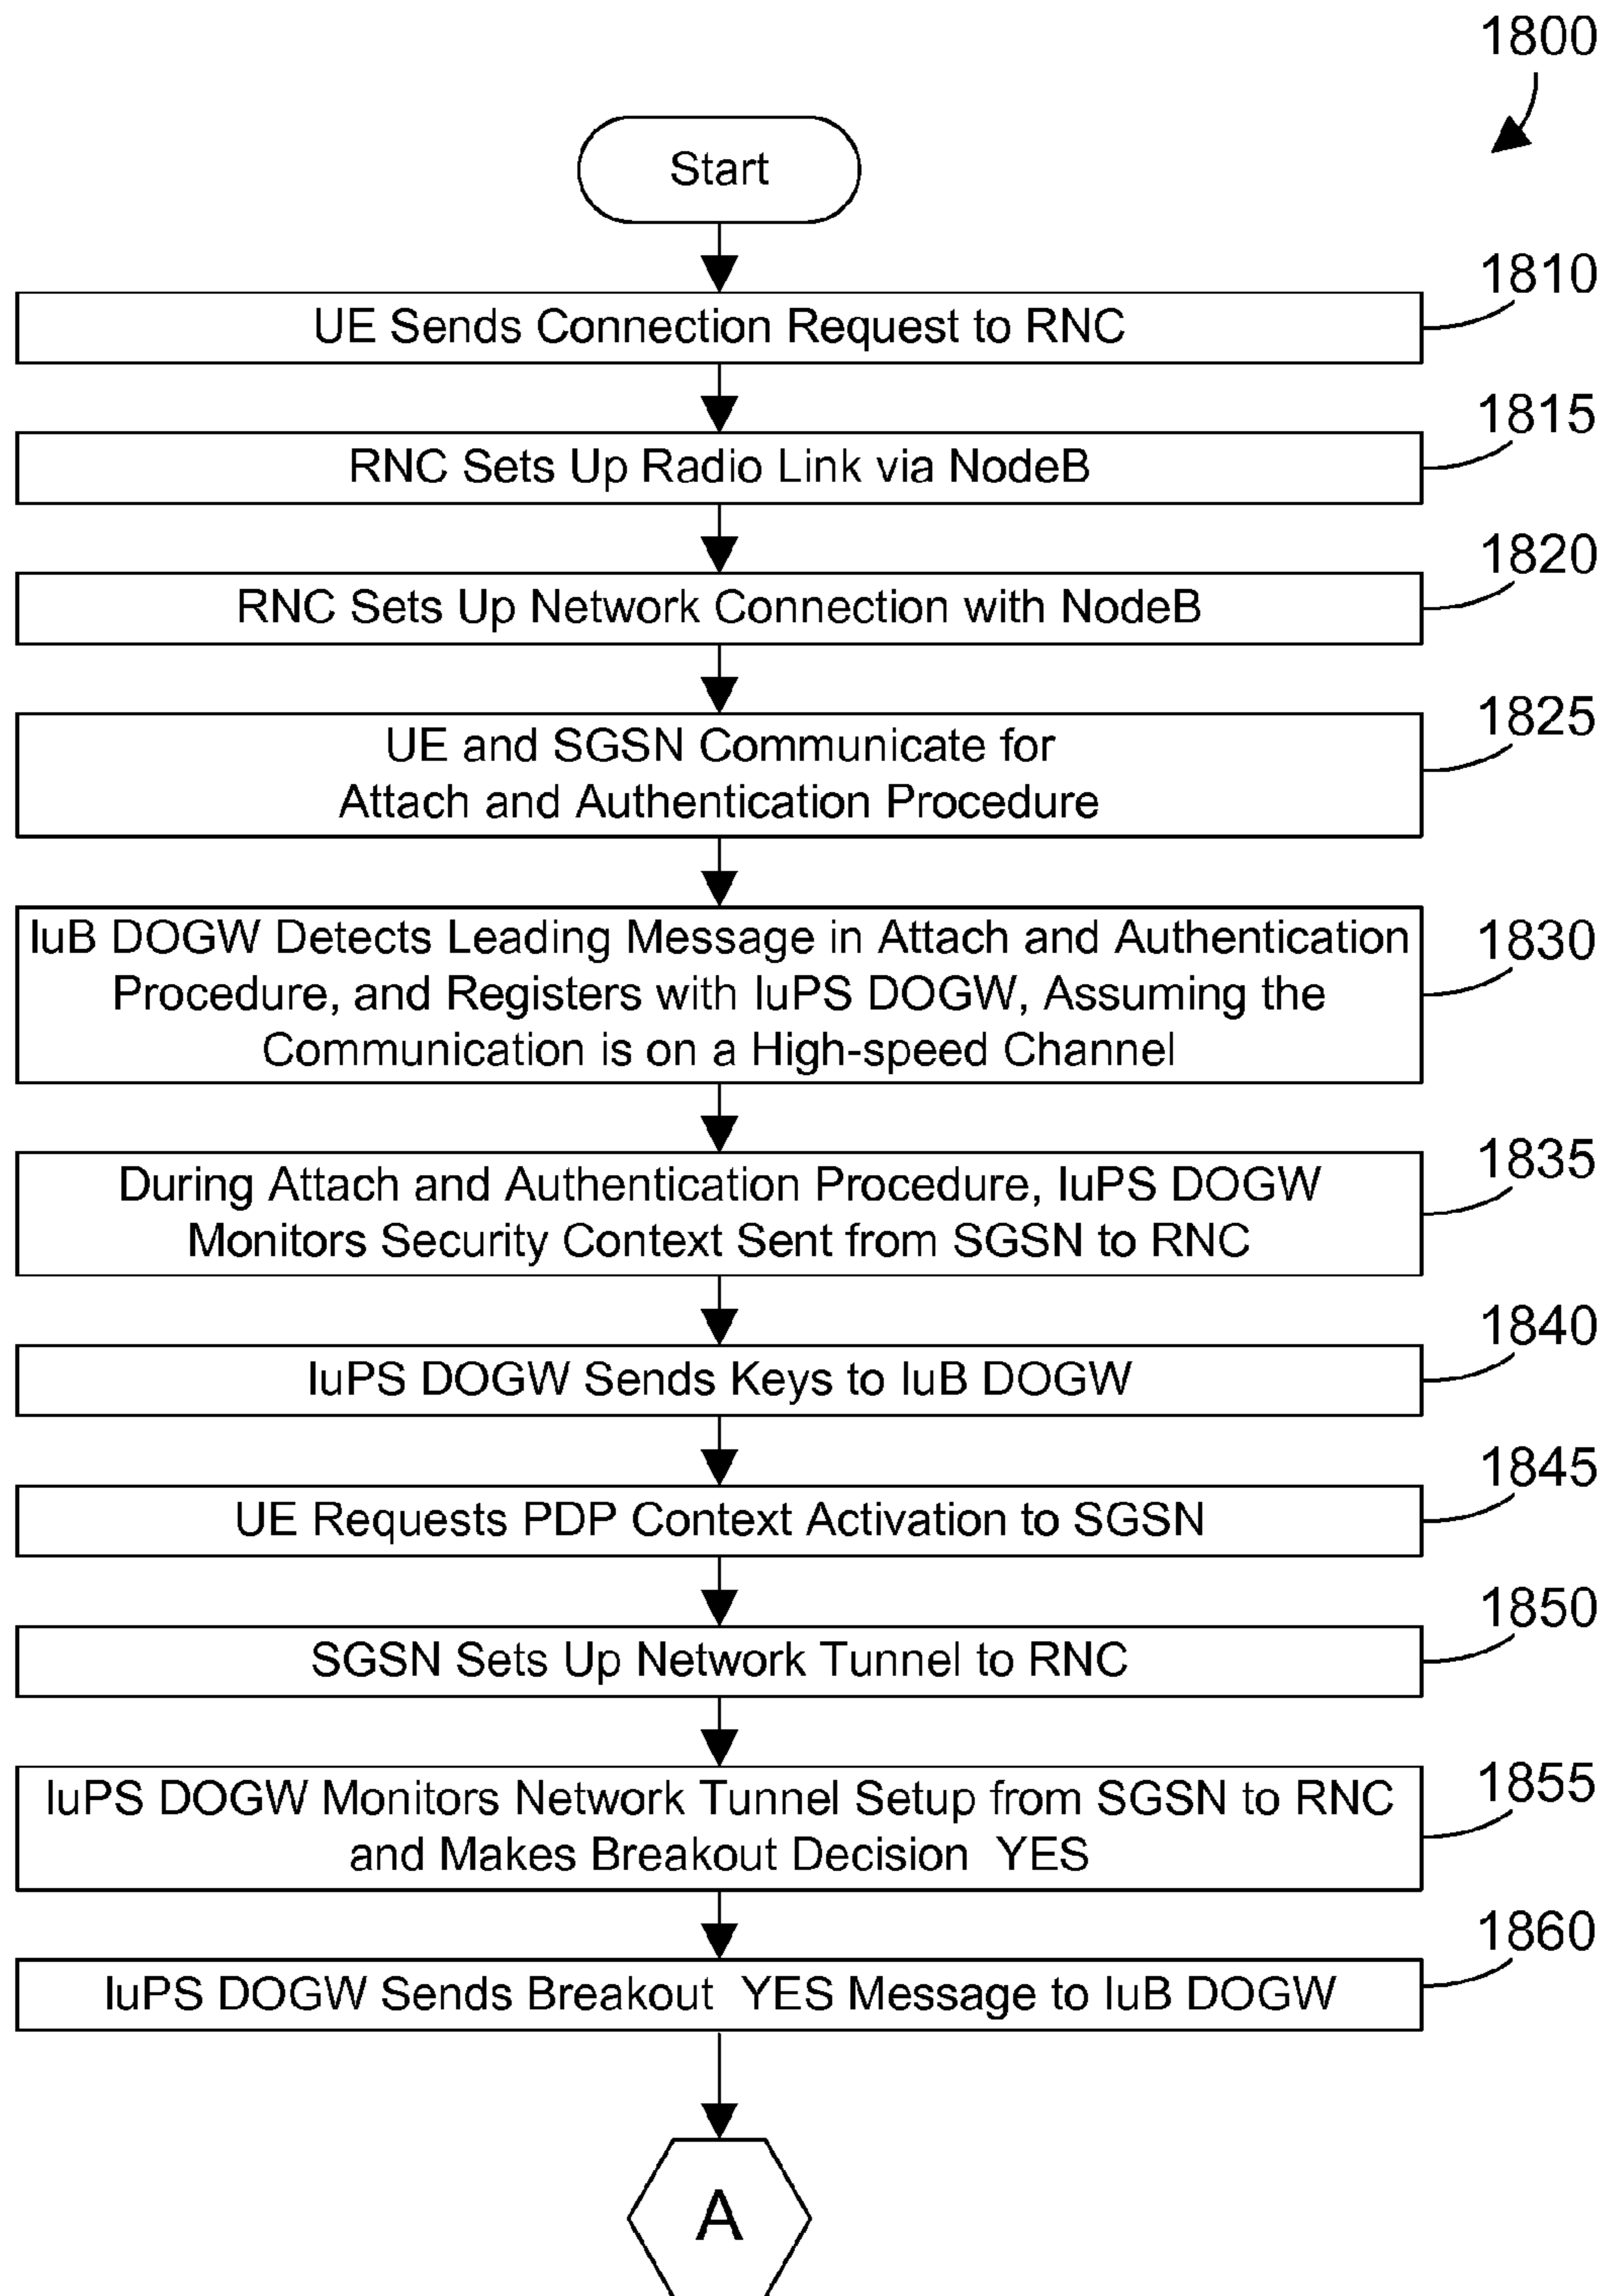 1800
Start
1810
UE Sends Connection Request to RNC
1815
RNC Sets Up Radio Link via NodeB
1820
RNC Sets Up Network Connection with NodeB
1825
UE and SGSN Communicate for
Attach and Authentication Procedure
1830
IuB DOGW Detects Leading Message in Attach and Authentication
Procedure, and Registers with IuPS DOGW, Assuming the
Communication is on a High-speed Channel
1835
During Attach and Authentication Procedure, IuPS DOGW
Monitors Security Context Sent from SGSN to RNC
1840
IuPS DOGW Sends Keys to IuB DOGW
1845
UE Requests PDP Context Activation to SGSN
1850
SGSN Sets Up Network Tunnel to RNC
1855
IuPS DOGW Monitors Network Tunnel Setup from SGSN to RNC
and Makes Breakout Decision YES
1860
IuPS DOGW Sends Breakout YES Message to IuB DOGW
A